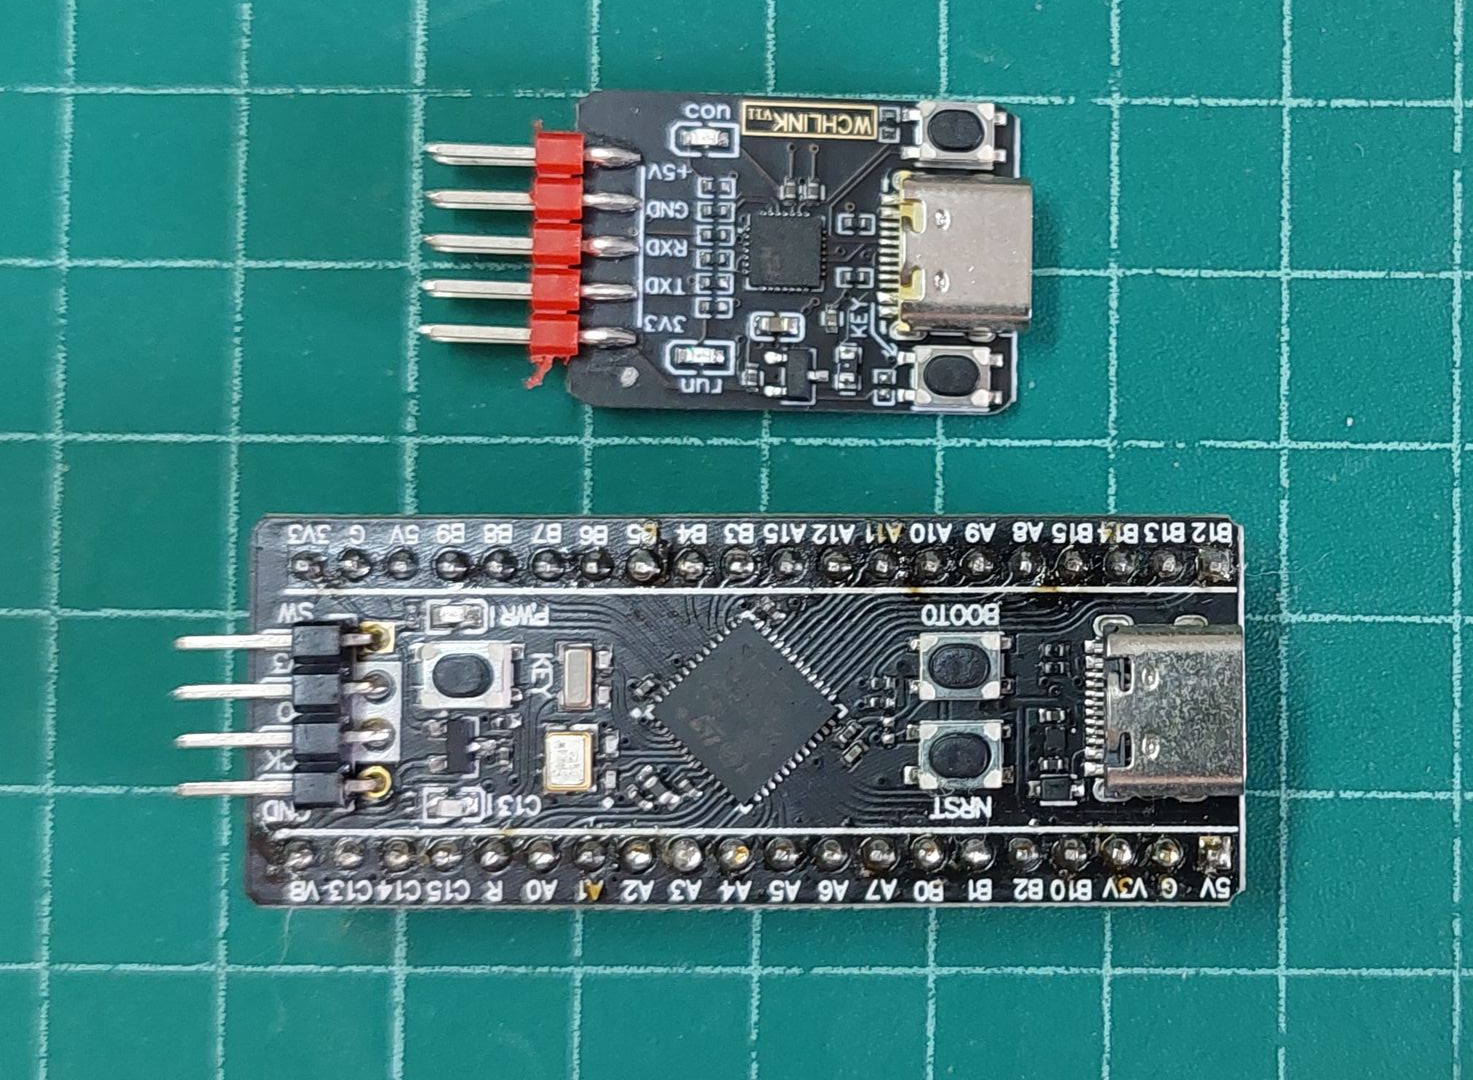 con
WCHLINK V11
+5V
GND
RXD
TXD
3V3
KEY
run
3V3 G 5V B9 B8 B7 B6 B5 B4 B3 A15 A12 A11 A10 A9 A8 B15 B14 B13 B12
SW
PWR
BOOT0
KEY
O
CK
GND
C13
NRST
VB C13 C14 C15 R A0 A1 A2 A3 A4 A5 A6 A7 B0 B1 B2 B10 V3V G 5V